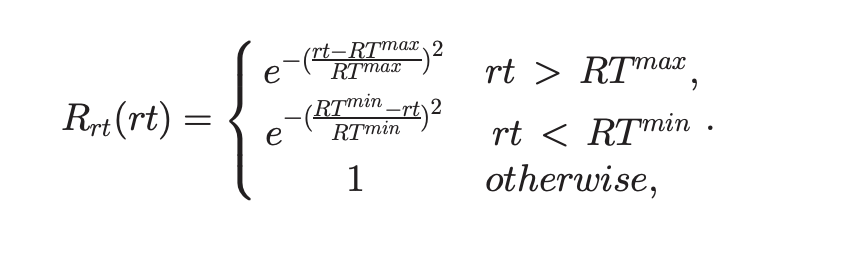 R_{rt}(rt) = \begin{cases} e^{-(\frac{rt-RT^{max}}{RT^{max}})^2} & rt > RT^{max}, \\ e^{-(\frac{RT^{min}-rt}{RT^{min}})^2} & rt < RT^{min} \\ 1 & otherwise, \end{cases}.